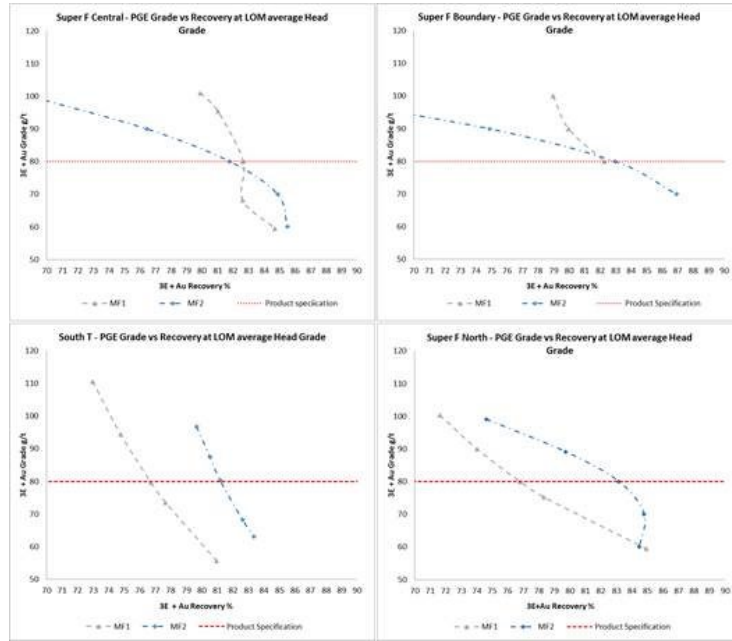 Super F Central - PGE Grade vs Recovery at LOM average Head
Grade
120
110
100
90
80
70
60
50
3E + Au Grade g/t
70 71 72 73 74 75 76 77 78 79 80 81 82 83 84 85 86 87 88 89 90
3E + Au Recovery %
MF1 MF2 Product specification
Super F Boundary - PGE Grade vs Recovery at LOM average Head
Grade
120
110
100
90
80
70
60
50
3E + Au Grade g/t
70 71 72 73 74 75 76 77 78 79 80 81 82 83 84 85 86 87 88 89 90
3E + Au Recovery %
MF1 MF2 Product Specification
South T - PGE Grade vs Recovery at LOM average Head Grade
120
110
100
90
80
70
60
50
3E + Au Grade g/t
70 71 72 73 74 75 76 77 78 79 80 81 82 83 84 85 86 87 88 89 90
3E + Au Recovery %
MF1 MF2 Product Specification
Super F North - PGE Grade vs Recovery at LOM average Head
Grade
120
110
100
90
80
70
60
50
3E + Au Grade g/t
70 71 72 73 74 75 76 77 78 79 80 81 82 83 84 85 86 87 88 89 90
3E+Au Recovery %
MF1 MF2 Product Specification